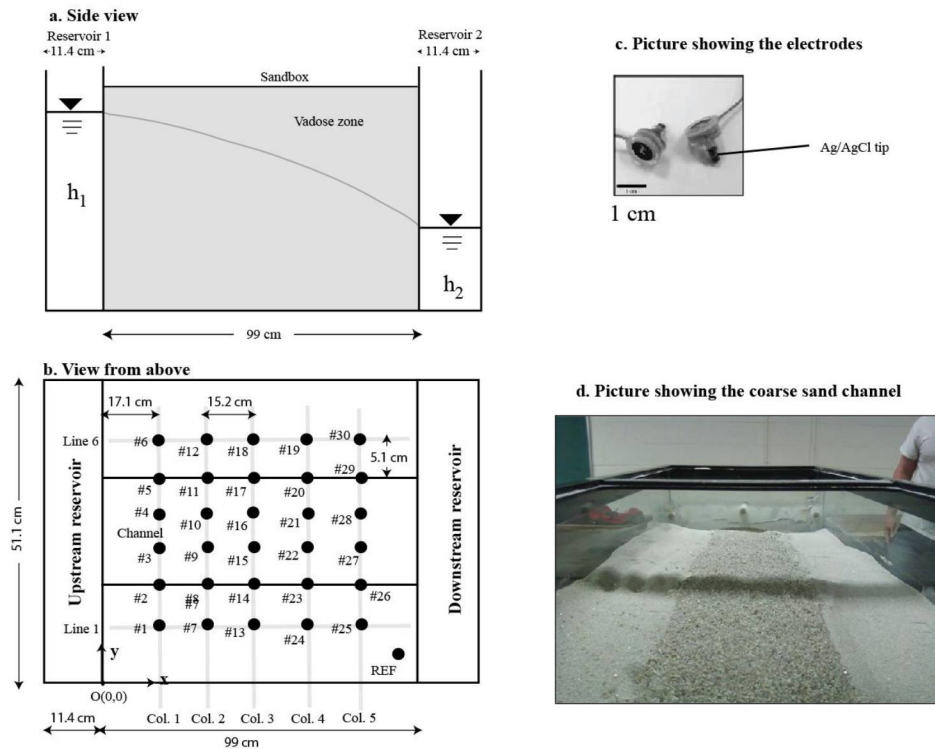 a. Side view
Reservoir 1
11.4 cm
Sandbox
Reservoir 2
11.4 cm
Vadose zone
h1
h2
99 cm
c. Picture showing the electrodes
Ag/AgCl tip
1 cm
1 cm
b. View from above
17.1 cm
15.2 cm
5.1 cm
51.1 cm
Upstream reservoir
Downstream reservoir
Line 6
#6
#12
#18
#19
#30
#5
#11
#17
#20
#29
#4
#10
#16
#21
#28
Channel
#3
#9
#15
#22
#27
#2
#8
#7
#14
#23
#26
Line 1
#1
#7
#13
#24
#25
y
REF
x
O(0,0)
Col. 1
Col. 2
Col. 3
Col. 4
Col. 5
11.4 cm
99 cm
d. Picture showing the coarse sand channel